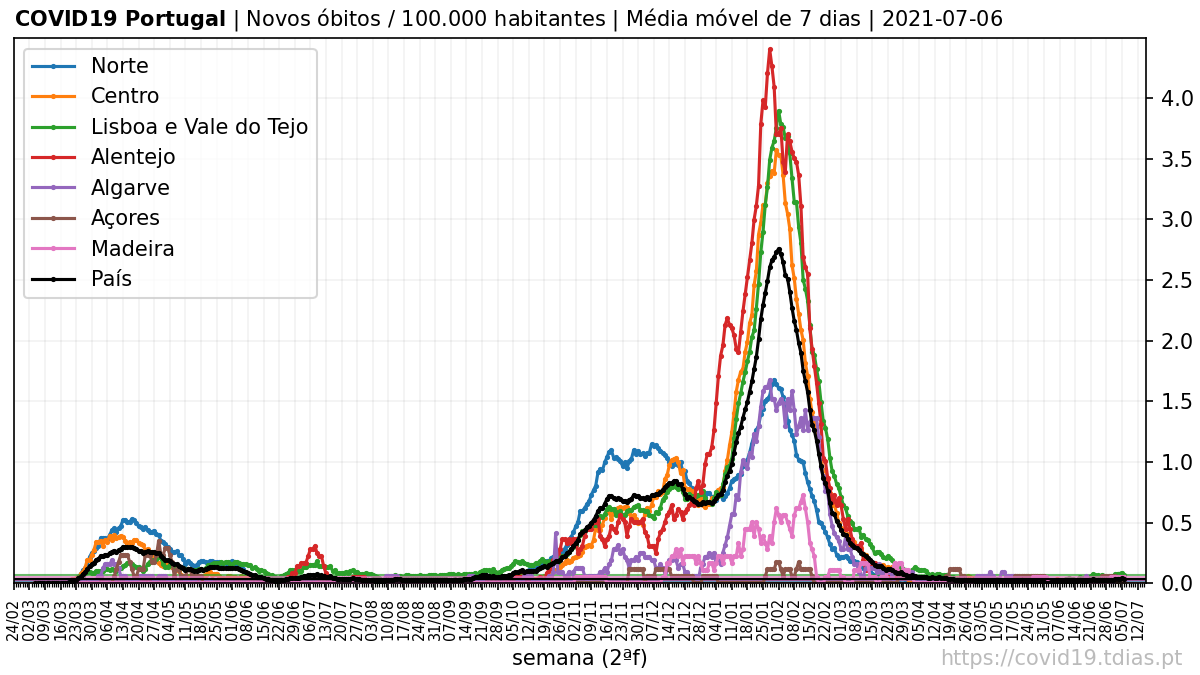 COVID19 Portugal | Novos óbitos / 100.000 habitantes | Média móvel de 7 dias | 2021-07-06
Norte
Centro
Lisboa e Vale do Tejo
Alentejo
Algarve
Açores
Madeira
País
4.0
3.5
3.0
2.5
2.0
1.5
1.0
0.5
0.0
24/02 02/03 09/03 16/03 23/03 30/03 06/04 13/04 20/04 27/04 04/05 11/05 18/05 25/05 01/06 08/06 15/06 22/06 29/06 06/07 13/07 20/07 27/07 03/08 10/08 17/08 24/08 31/08 07/09 14/09 21/09 28/09 05/10 12/10 19/10 26/10 02/11 09/11 16/11 23/11 30/11 07/12 14/12 21/12 28/12 04/01 11/01 18/01 25/01 01/02 08/02 15/02 22/02 01/03 08/03 15/03 22/03 29/03 05/04 12/04 19/04 26/04 03/05 10/05 17/05 24/05 31/05 07/06 14/06 21/06 28/06 05/07 12/07
semana (2ªf)
https://covid19.tdias.pt